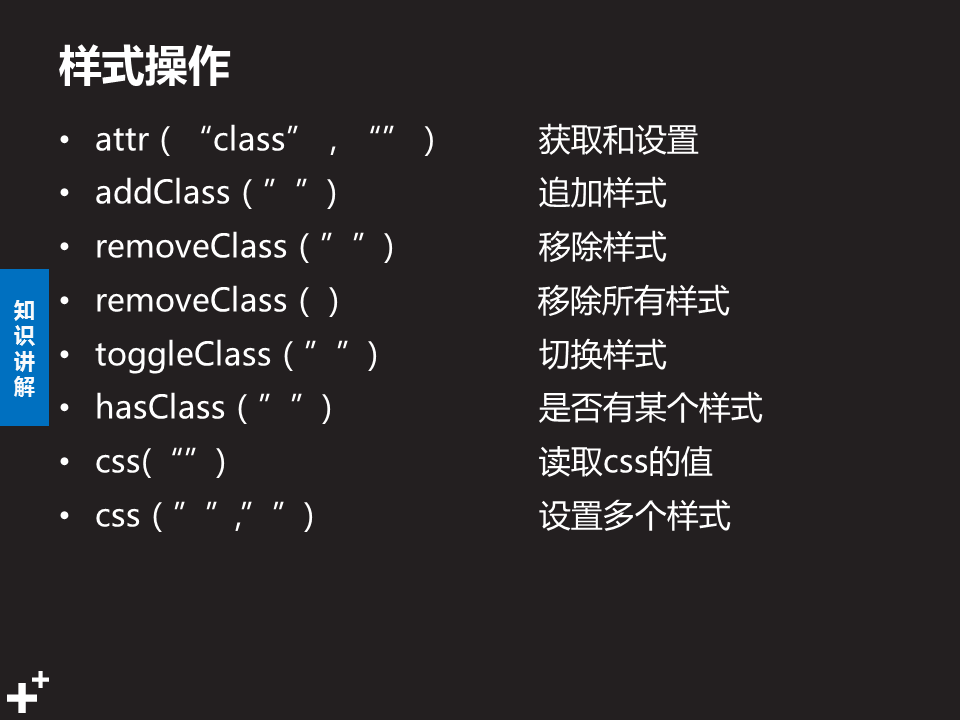 样式操作
• attr（“class”，“”） 获取和设置
• addClass（””） 追加样式
• removeClass（””） 移除样式
• removeClass（） 移除所有样式
• toggleClass（””） 切换样式
• hasClass（””） 是否有某个样式
• css(“”） 读取css的值
• css（””,””） 设置多个样式
知
识
讲
解